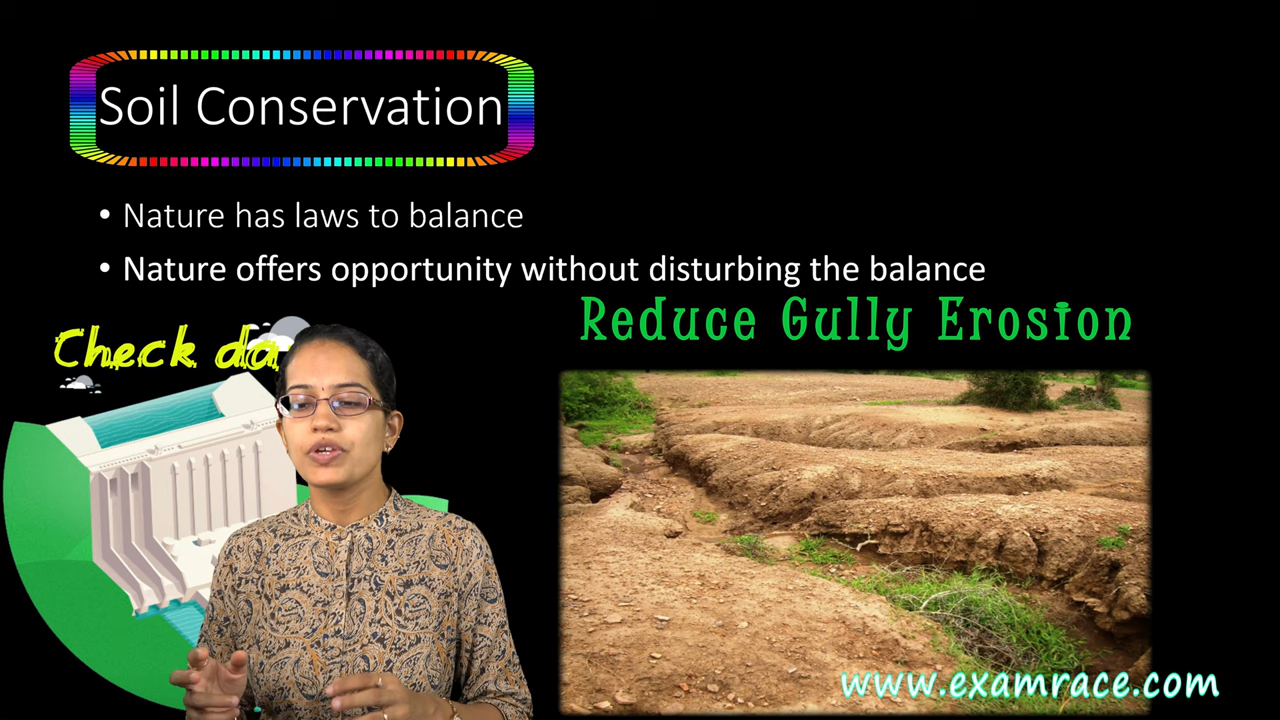 Soil Conservation
• Nature has laws to balance
• Nature offers opportunity without disturbing the balance
Reduce Gully Erosion
Check
www.examrace.com